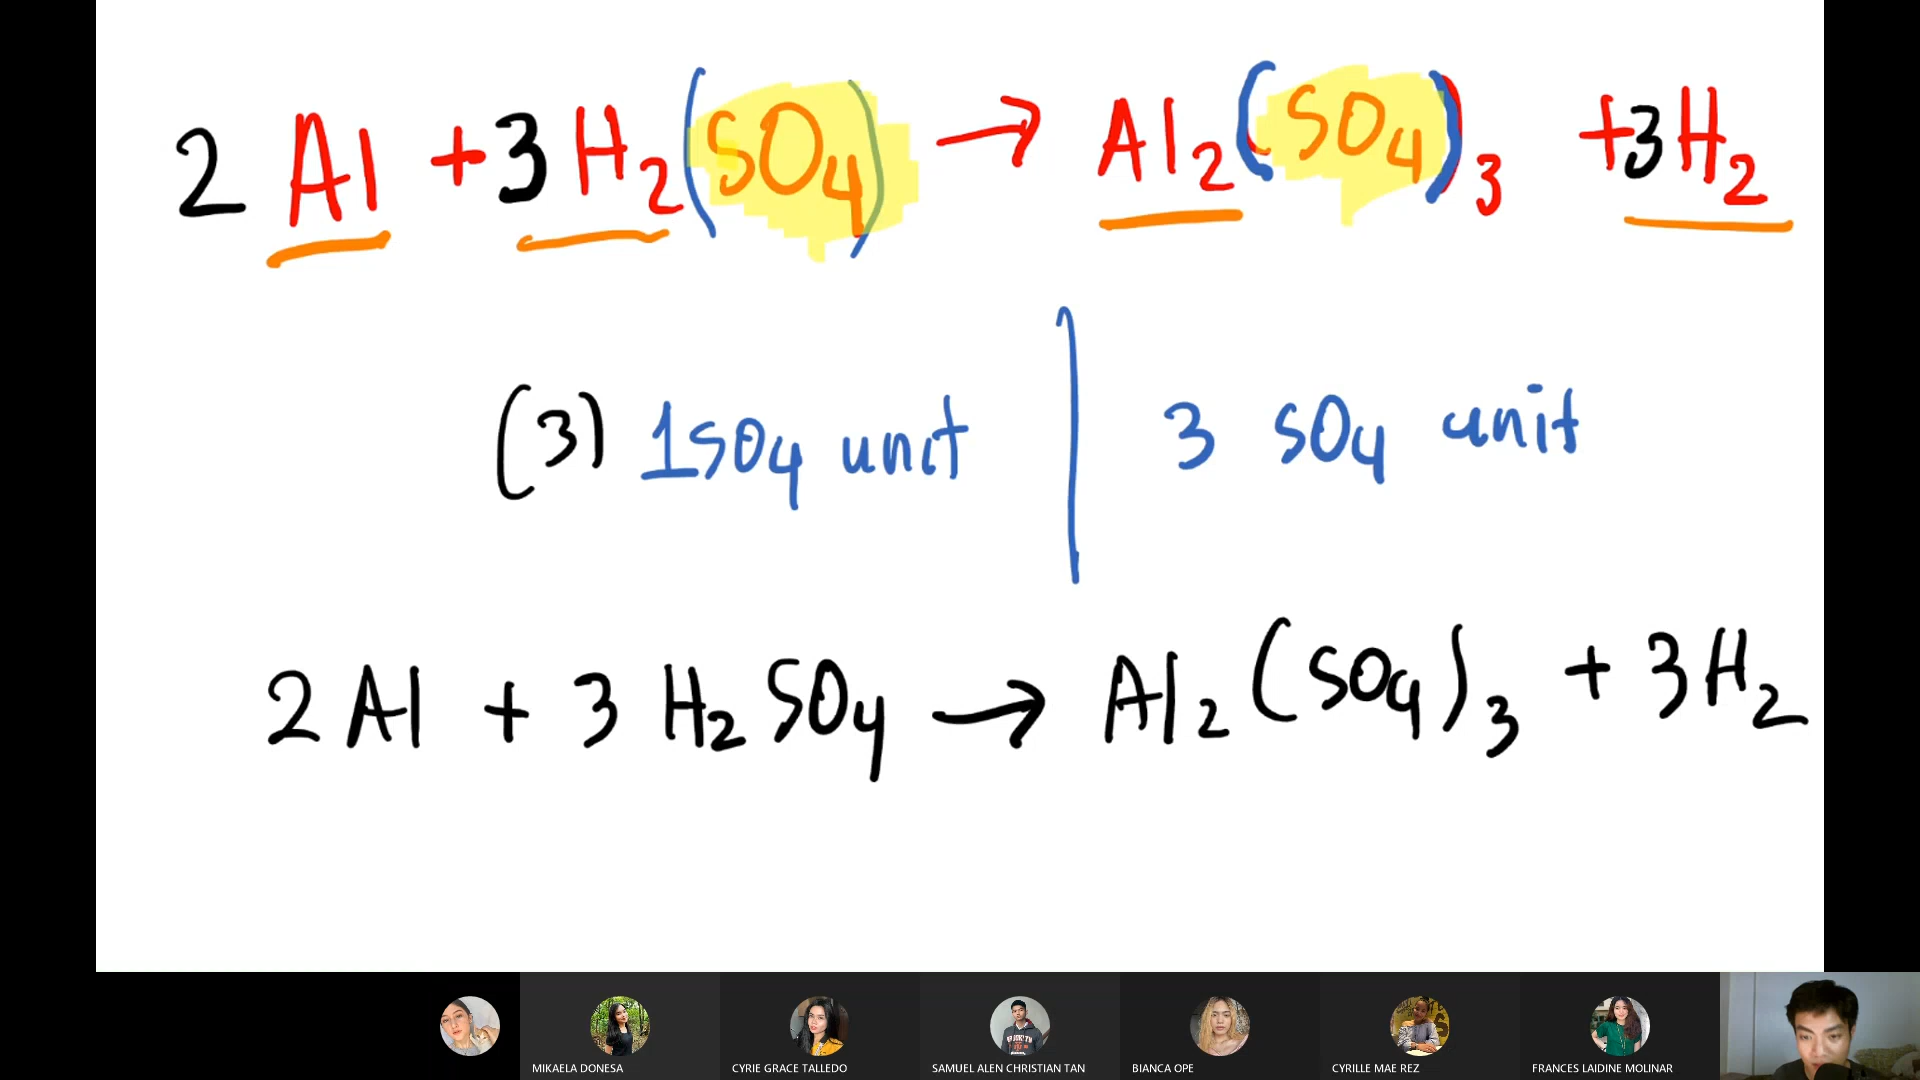 2 Al + 3 H₂(SO₄) → Al₂(SO₄)₃ + 3H₂
(3) 1 SO₄ unit | 3 SO₄ unit
2 Al + 3 H₂SO₄ → Al₂(SO₄)₃ + 3H₂
MIKAELA DONESA
CYRIE GRACE TALLEDO
SAMUEL ALEN CHRISTIAN TAN
BIANCA OPE
CYRILLE MAE REZ
FRANCES LAIDINE MOLINAR